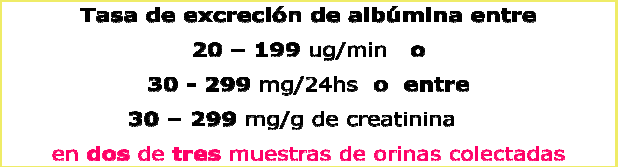 Tasa de excreción de albúmina entre
20 – 199 ug/min o
30 - 299 mg/24hs o entre
30 – 299 mg/g de creatinina
en dos de tres muestras de orinas colectadas